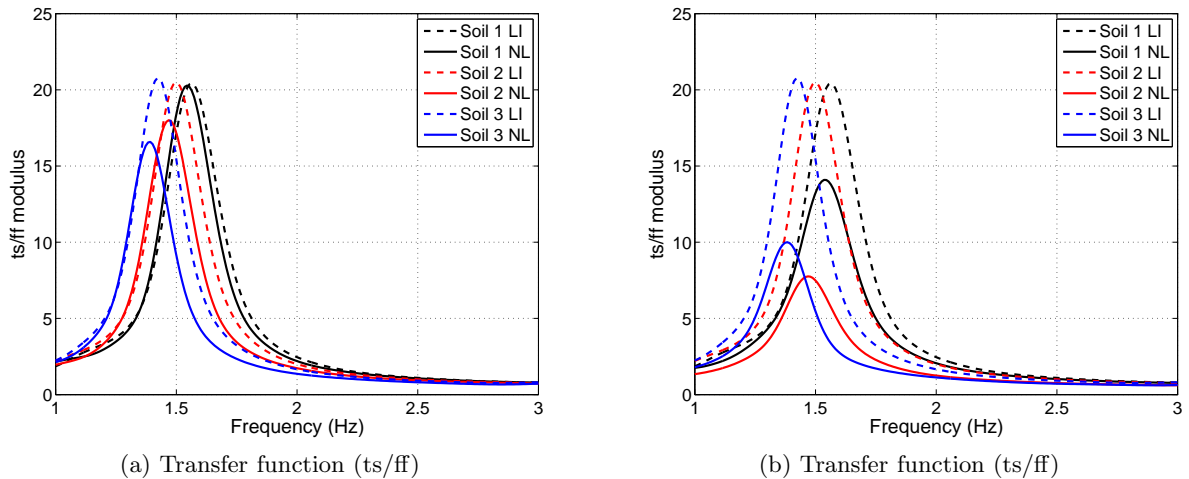 25
20
15
10
5
0
ts/ff modulus
1
1.5
2
2.5
3
Frequency (Hz)
Soil 1 LI
Soil 1 NL
Soil 2 LI
Soil 2 NL
Soil 3 LI
Soil 3 NL
(a) Transfer function (ts/ff)
25
20
15
10
5
0
ts/ff modulus
1
1.5
2
2.5
3
Frequency (Hz)
Soil 1 LI
Soil 1 NL
Soil 2 LI
Soil 2 NL
Soil 3 LI
Soil 3 NL
(b) Transfer function (ts/ff)